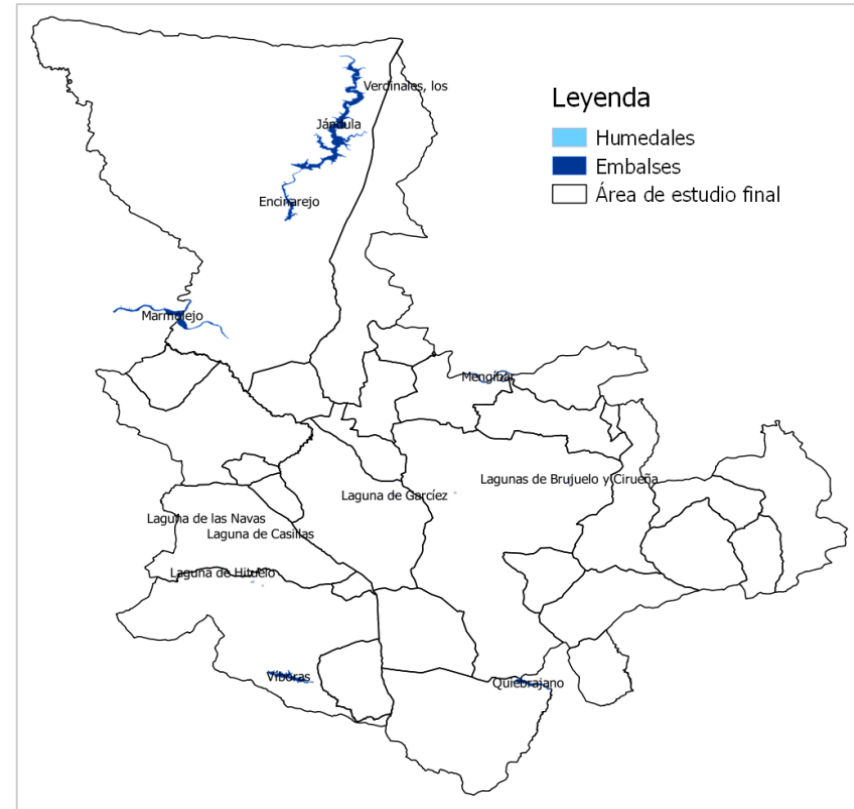 Verdinales, los
Jándula
Encinarejo
Marmolejo
Leyenda
Humedales
Embalses
Área de estudio final
Mengíbar
Lagunas de Brujuelo y Cirueña
Laguna de Garcíez
Laguna de las Navas
Laguna de Casillas
Laguna de Hituelo
Víboras
Quiebrajano